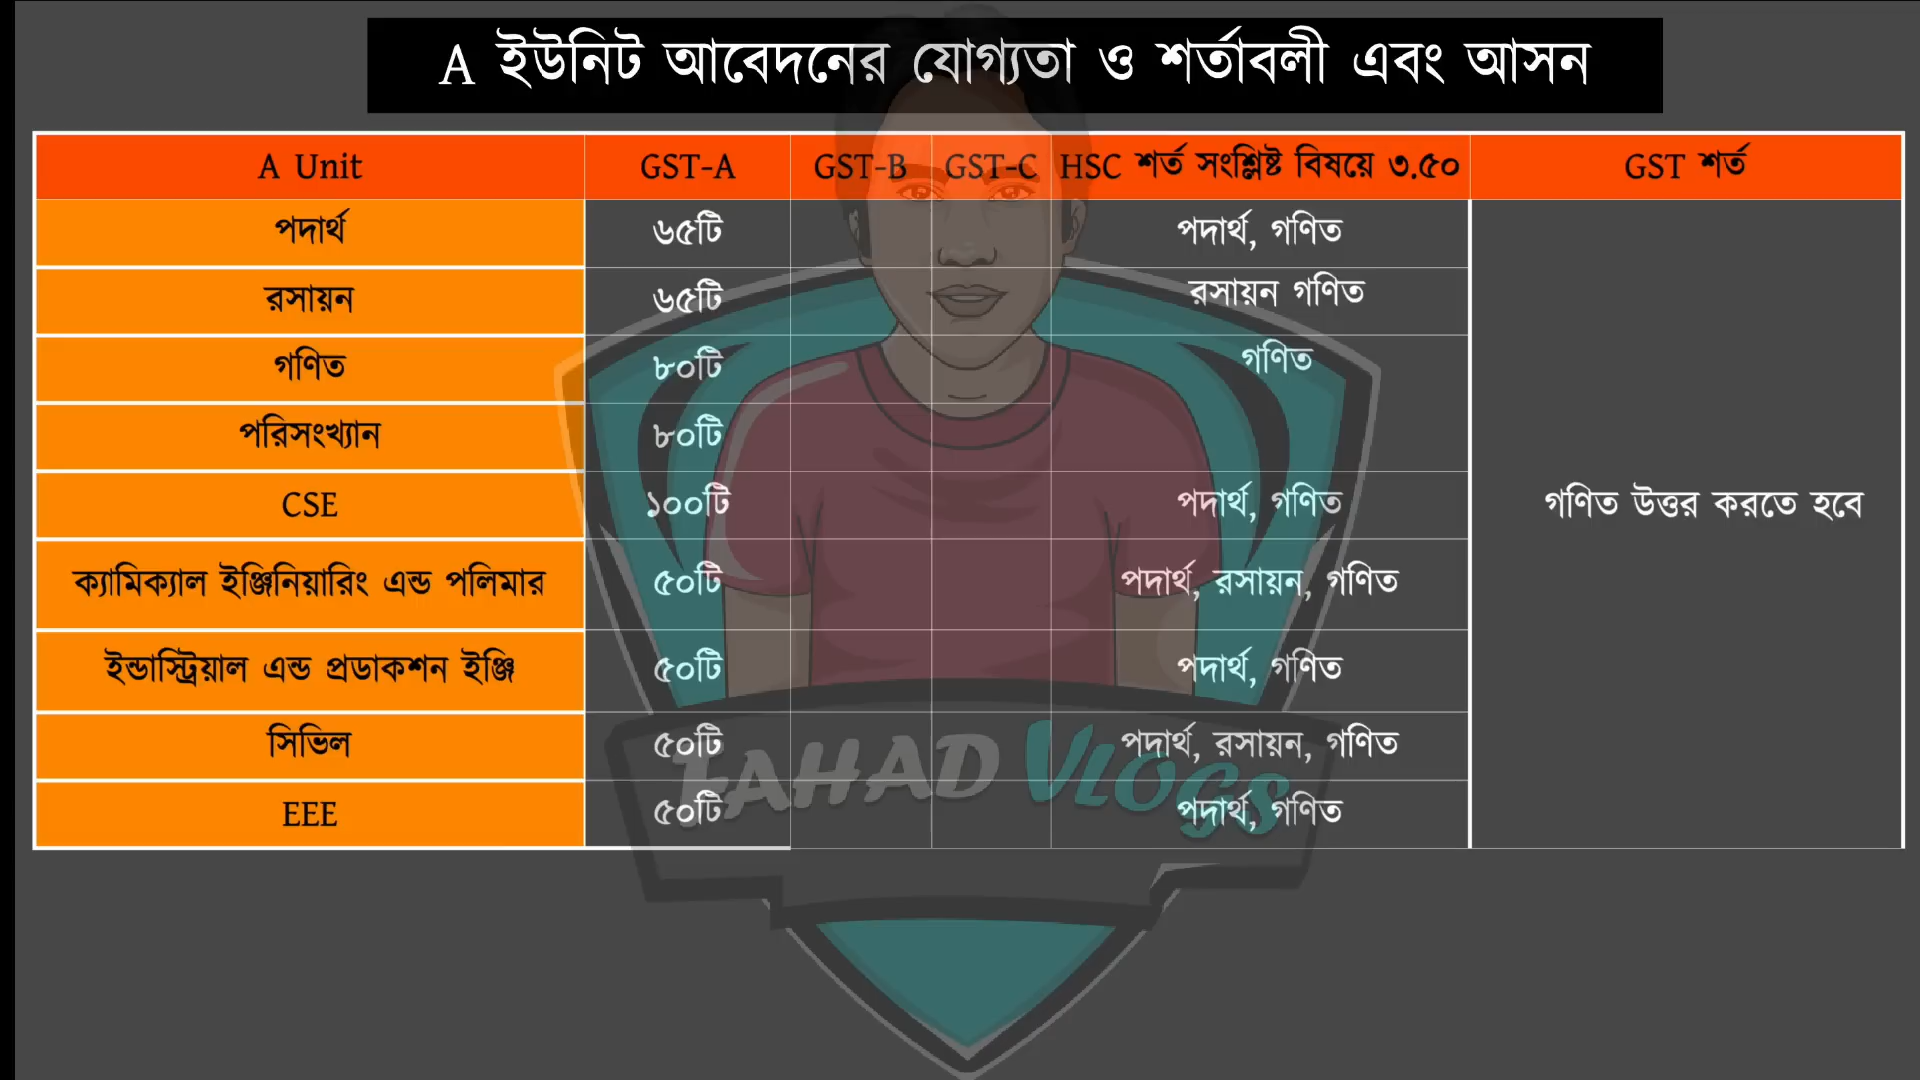 A ইউনিট আবেদনের যোগ্যতা ও শর্তাবলী এবং আসন
A Unit GST-A GST-B GST-C HSC শর্ত সংশ্লিষ্ট বিষয়ে ৩.৫০ GST শর্ত
পদার্থ ৬৫টি পদার্থ, গণিত
রসায়ন ৬৫টি রসায়ন গণিত
গণিত ৮০টি গণিত
পরিসংখ্যান ৮০টি
CSE ১০০টি পদার্থ, গণিত গণিত উত্তর করতে হবে
ক্যামিক্যাল ইঞ্জিনিয়ারিং এন্ড পলিমার ৫০টি পদার্থ, রসায়ন, গণিত
ইন্ডাস্ট্রিয়াল এন্ড প্রডাকশন ইঞ্জি ৫০টি পদার্থ, গণিত
সিভিল ৫০টি পদার্থ, রসায়ন, গণিত
EEE ৫০টি পদার্থ, গণিত
FAHAD VLOGS